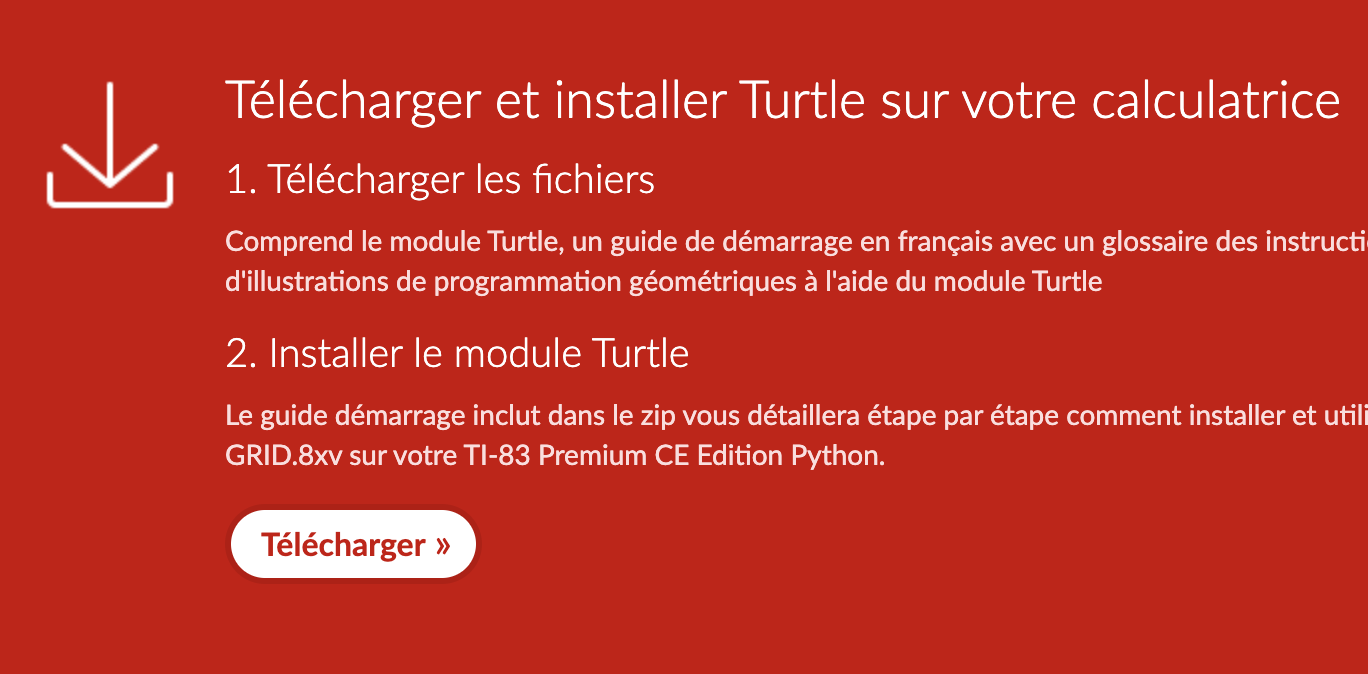 Télécharger et installer Turtle sur votre calculatrice
1. Télécharger les fichiers
Comprend le module Turtle, un guide de démarrage en français avec un glossaire des
d'illustrations de programmation géométriques à l'aide du module Turtle
2. Installer le module Turtle
Le guide démarrage inclut dans le zip vous détaillera étape par étape comment installer et
GRID.8xv sur votre TI-83 Premium CE Edition Python.
Télécharger »